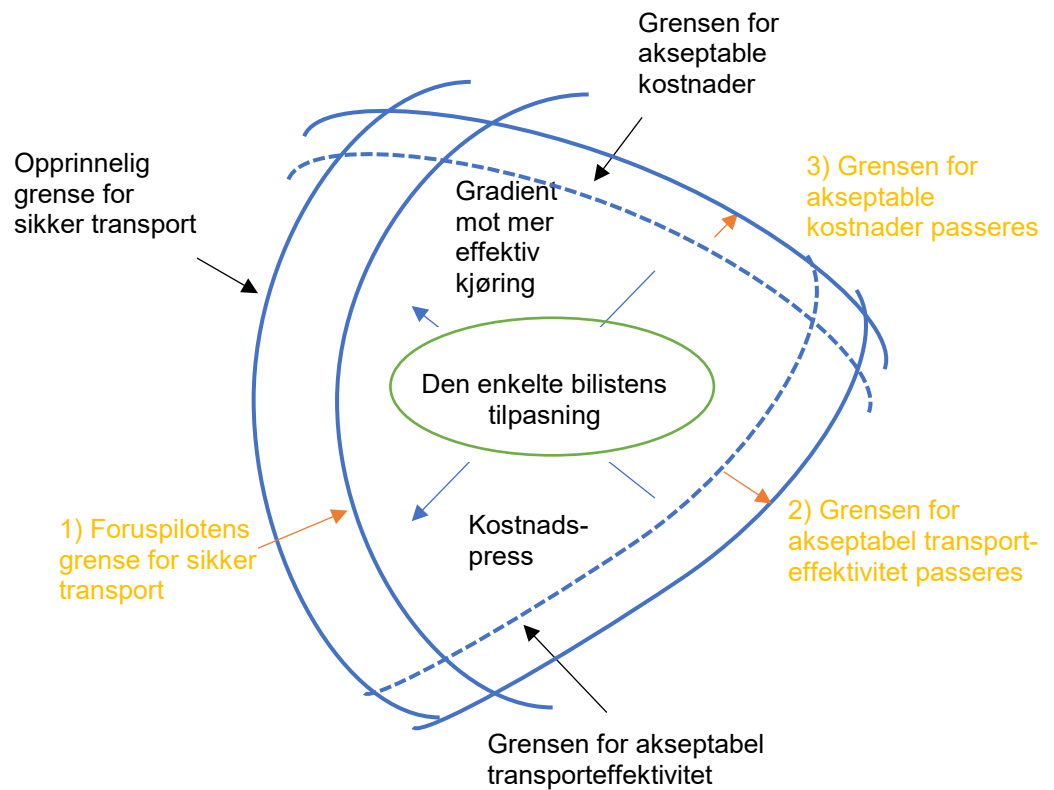 Grensen for
akseptable
kostnader
Opprinnelig
grense for
sikker transport
3) Grensen for
akseptable
kostnader passeres
Gradient
mot mer
effektiv
kjøring
Den enkelte bilistens
tilpasning
1) Foruspilotens
grense for sikker
transport
Kostnads-
press
2) Grensen for
akseptabel transport-
effektivitet passeres
Grensen for akseptabel
transporteffektivitet